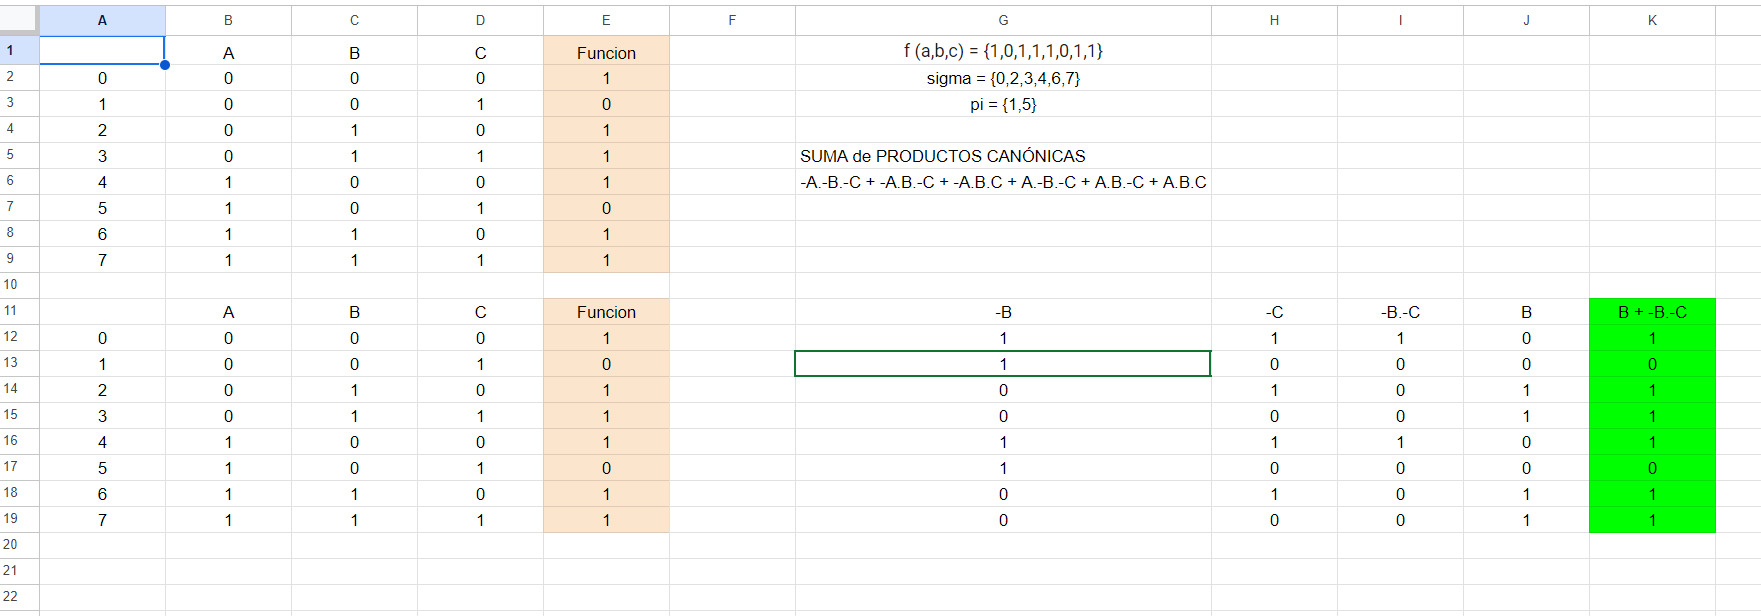 A B C D E F G H I J K
1 A B C Funcion f (a,b,c) = {1,0,1,1,1,0,1,1}
2 0 0 0 0 1 sigma = {0,2,3,4,6,7}
3 1 0 0 1 0 pi = {1,5}
4 2 0 1 0 1
5 3 0 1 1 1 SUMA de PRODUCTOS CANÓNICAS
6 4 1 0 0 1 -A.-B.-C + -A.B.-C + -A.B.C + A.-B.-C + A.B.-C + A.B.C
7 5 1 0 1 0
8 6 1 1 0 1
9 7 1 1 1 1
10
11 A B C Funcion -B -C -B.-C B B + -B.-C
12 0 0 0 0 1 1 1 1 0 1
13 1 0 0 1 0 1 0 0 0 0
14 2 0 1 0 1 0 1 0 1 1
15 3 0 1 1 1 0 0 0 1 1
16 4 1 0 0 1 1 1 1 0 1
17 5 1 0 1 0 1 0 0 0 0
18 6 1 1 0 1 0 1 0 1 1
19 7 1 1 1 1 0 0 0 1 1
20
21
22